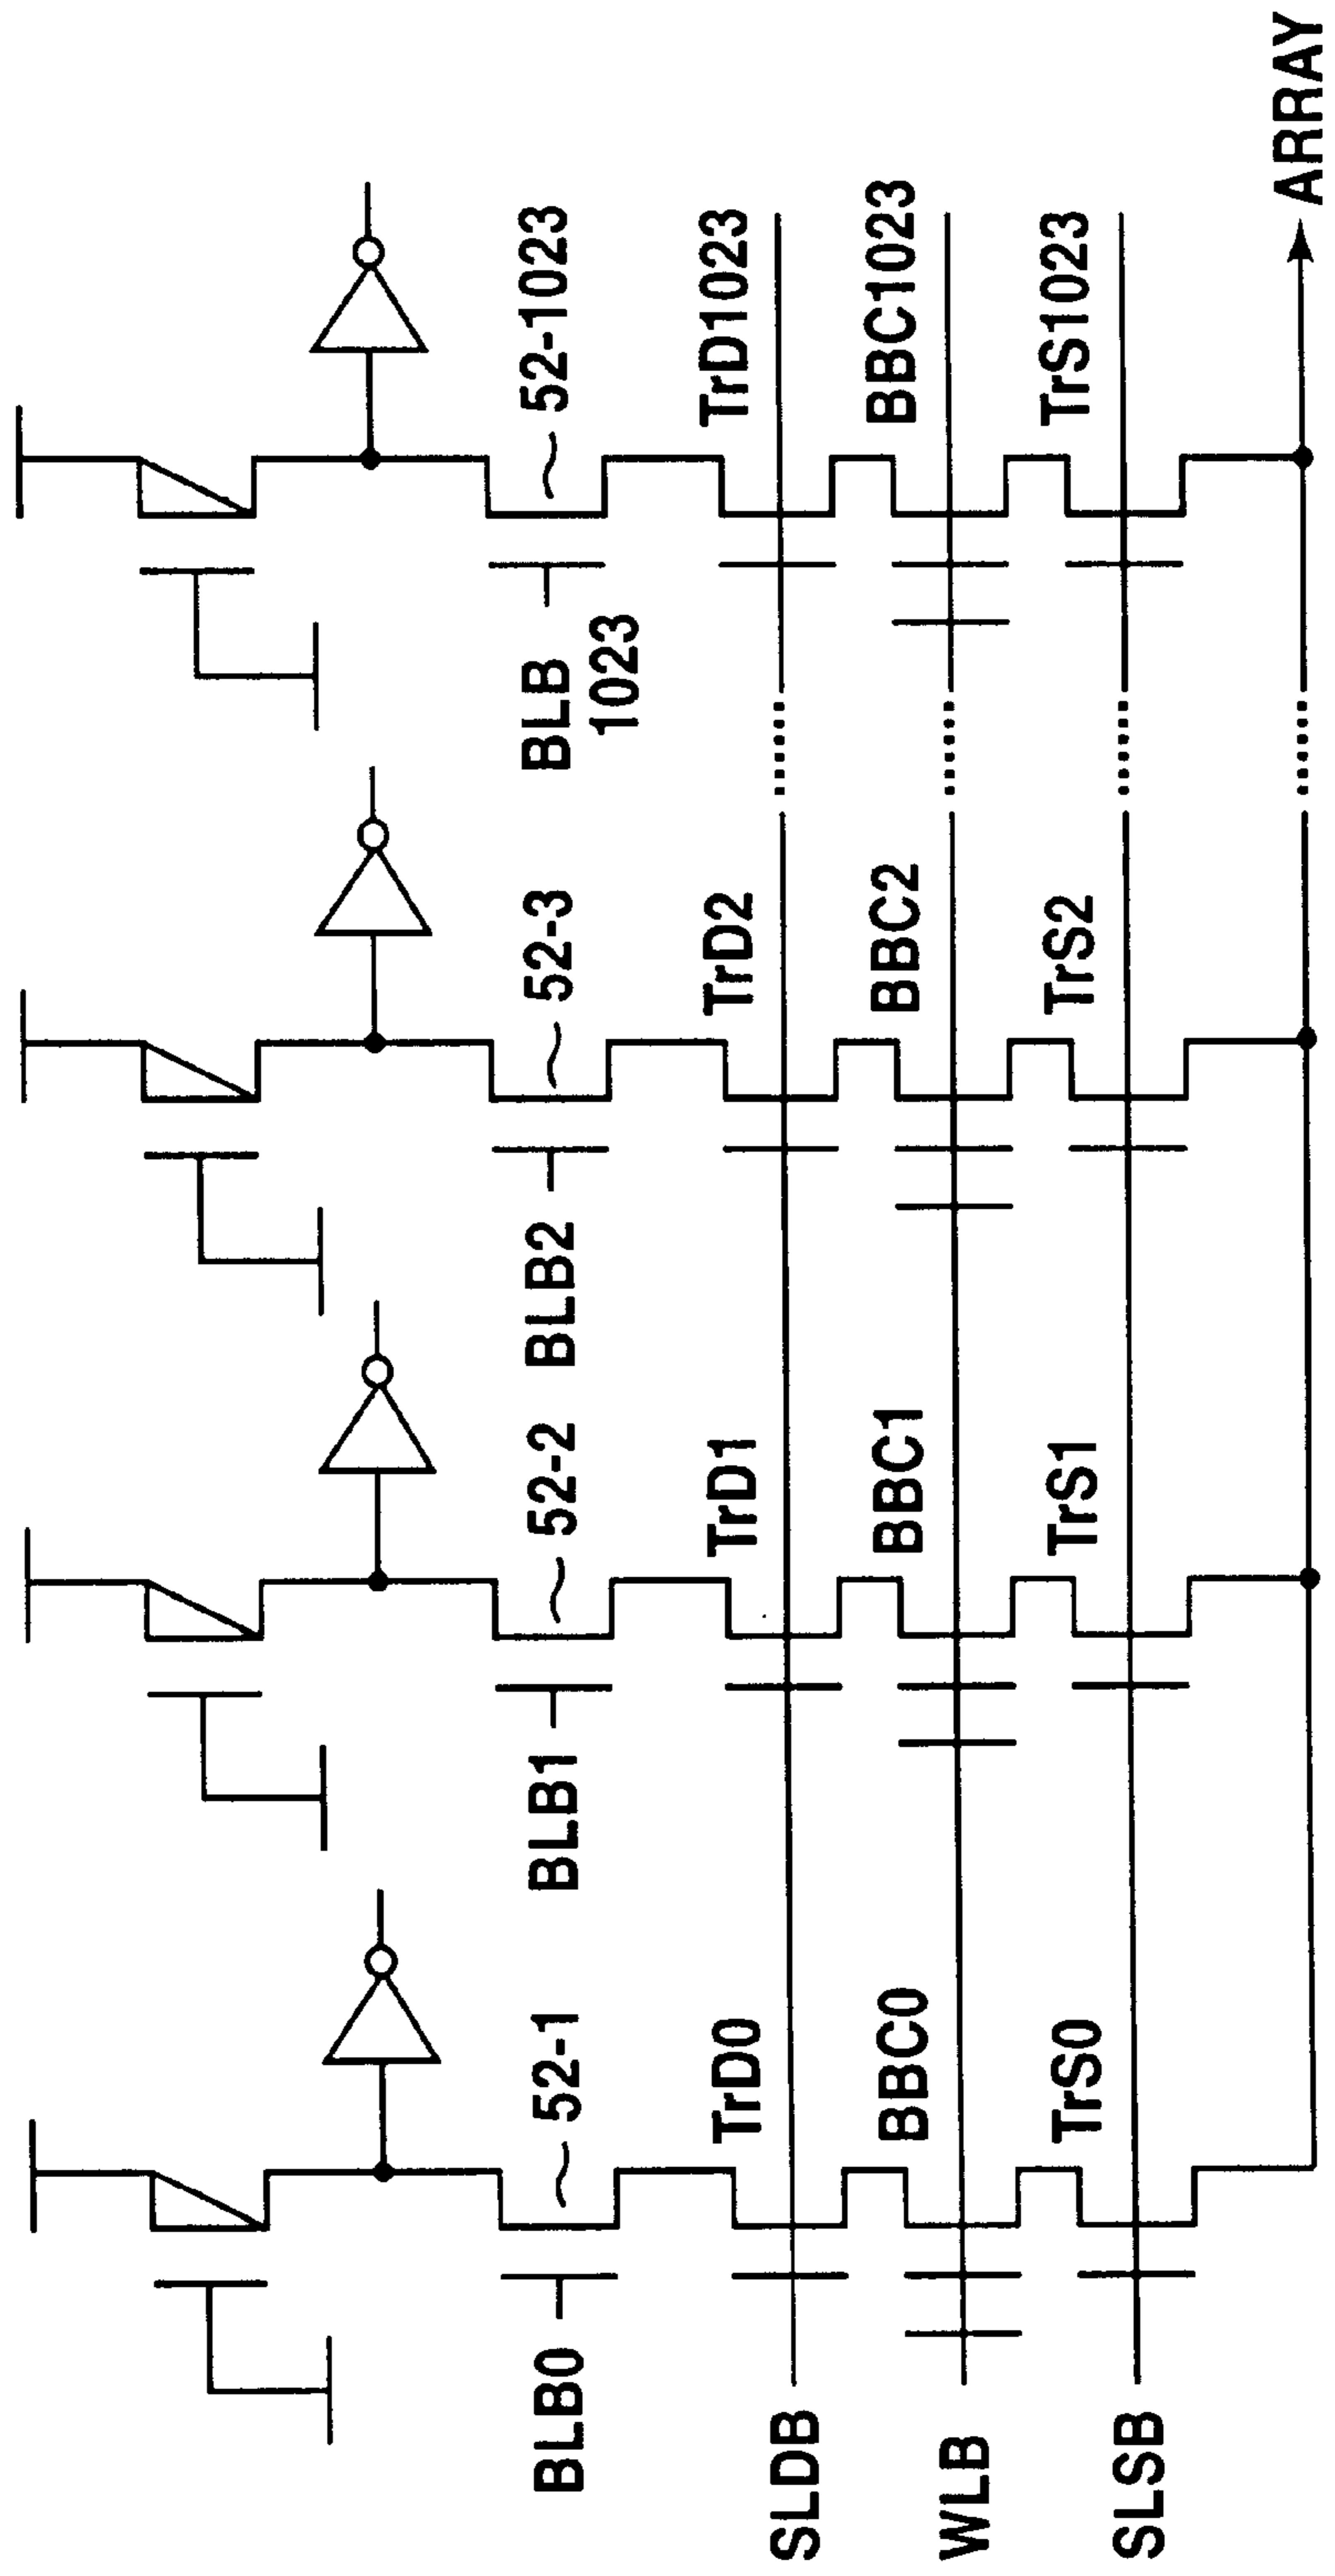 BLB0
52-1
BLB1
52-2
BLB2
52-3
BLB
1023
52-1023
SLDB
TrD0
TrD1
TrD2
TrD1023
WLB
BBC0
BBC1
BBC2
BBC1023
SLSB
TrS0
TrS1
TrS2
TrS1023
ARRAY